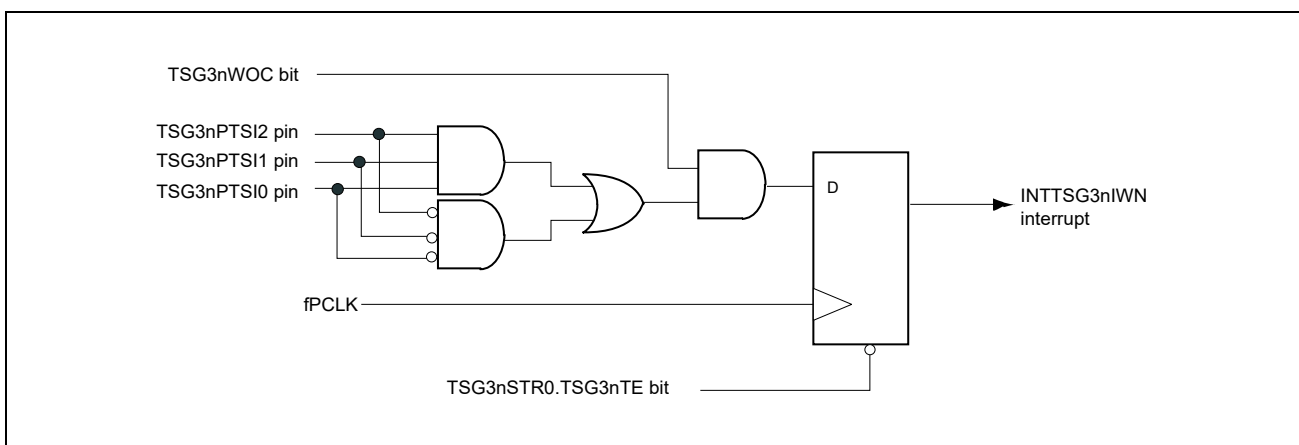 TSG3nWOC bit
TSG3nPTSI2 pin
TSG3nPTSI1 pin
TSG3nPTSI0 pin
D
INTTSG3nIWN
interrupt
fPCLK
TSG3nSTR0.TSG3nTE bit